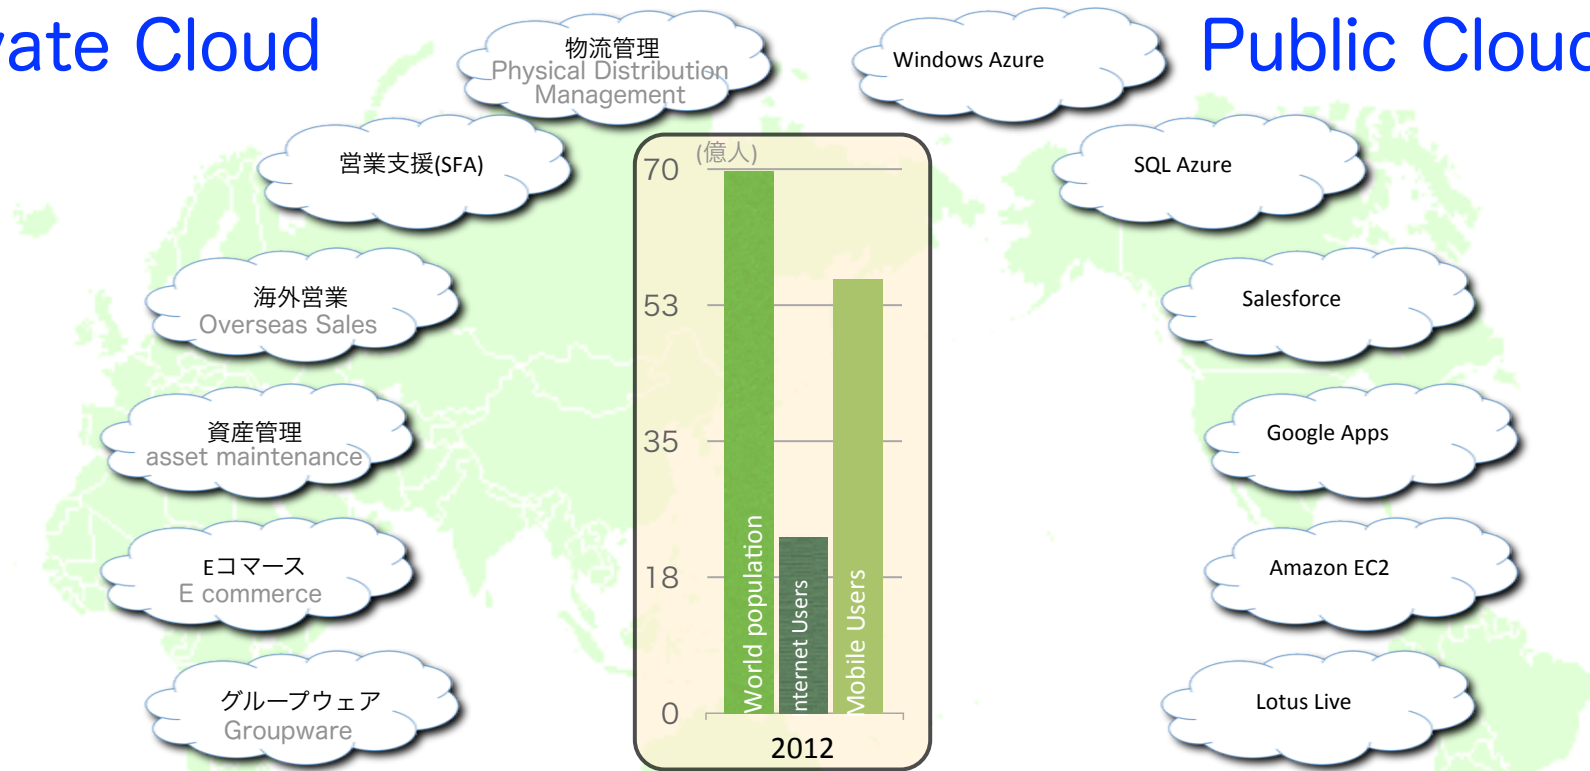 vate Cloud
Public Cloud
物流管理
Physical Distribution
Management
営業支援(SFA)
海外営業
Overseas Sales
資産管理
asset maintenance
Eコマース
E commerce
グループウェア
Groupware
(億人)
70
53
35
18
0
World population
Internet Users
Mobile Users
2012
Windows Azure
SQL Azure
Salesforce
Google Apps
Amazon EC2
Lotus Live